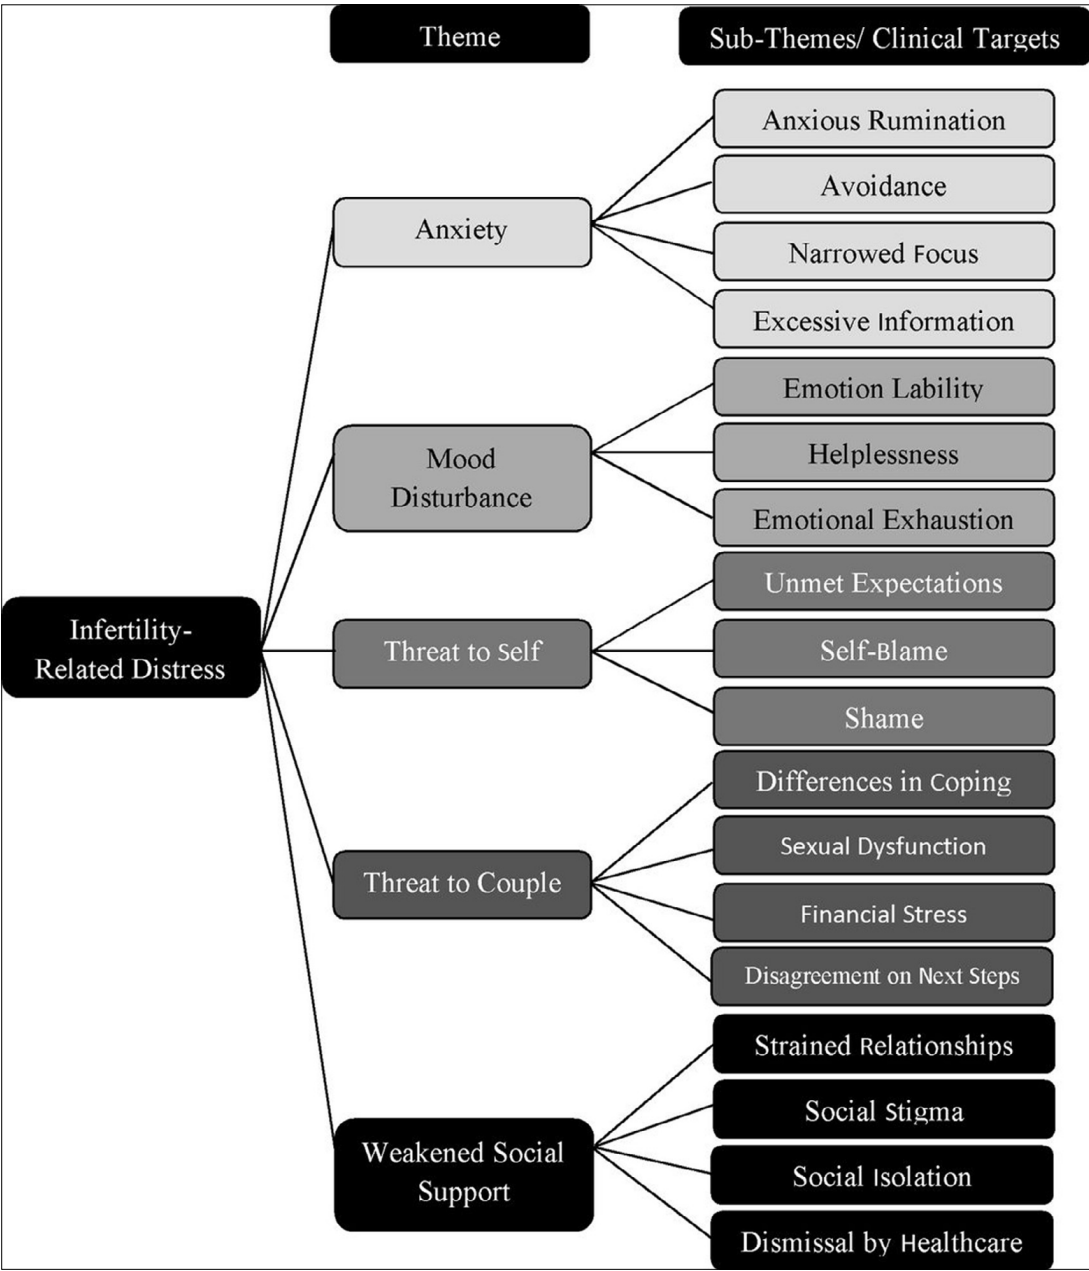 Theme
Sub-Themes/ Clinical Targets
Infertility-
Related Distress
Anxiety
Anxious Rumination
Avoidance
Narrowed Focus
Excessive Information
Mood
Disturbance
Emotion Lability
Helplessness
Emotional Exhaustion
Threat to Self
Unmet Expectations
Self-Blame
Shame
Threat to Couple
Differences in Coping
Sexual Dysfunction
Financial Stress
Disagreement on Next Steps
Weakened Social
Support
Strained Relationships
Social Stigma
Social Isolation
Dismissal by Healthcare